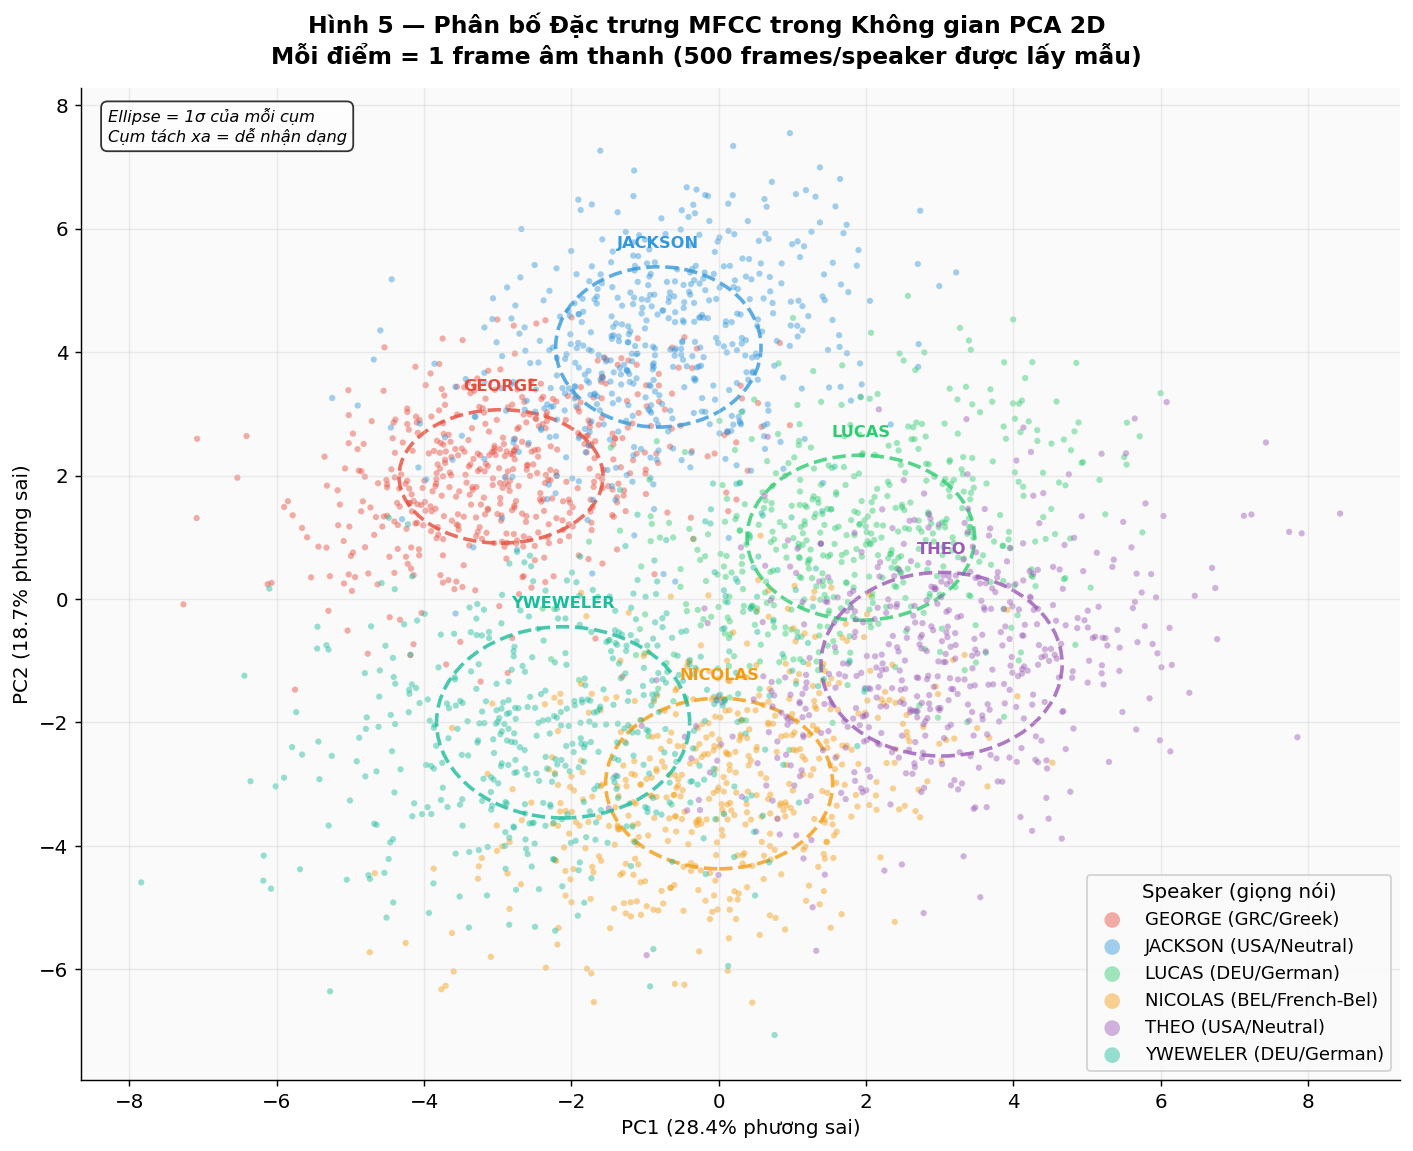 Hình 5 — Phân bố Đặc trưng MFCC trong Không gian PCA 2D
Mỗi điểm = 1 frame âm thanh (500 frames/speaker được lấy mẫu)
Ellipse = 1σ của mỗi cụm
Cụm tách xa = dễ nhận dạng
JACKSON
GEORGE
LUCAS
THEO
YWEWELER
NICOLAS
8
6
4
2
0
−2
−4
−6
PC2 (18.7% phương sai)
−8 −6 −4 −2 0 2 4 6 8
PC1 (28.4% phương sai)
Speaker (giọng nói)
GEORGE (GRC/Greek)
JACKSON (USA/Neutral)
LUCAS (DEU/German)
NICOLAS (BEL/French-Bel)
THEO (USA/Neutral)
YWEWELER (DEU/German)